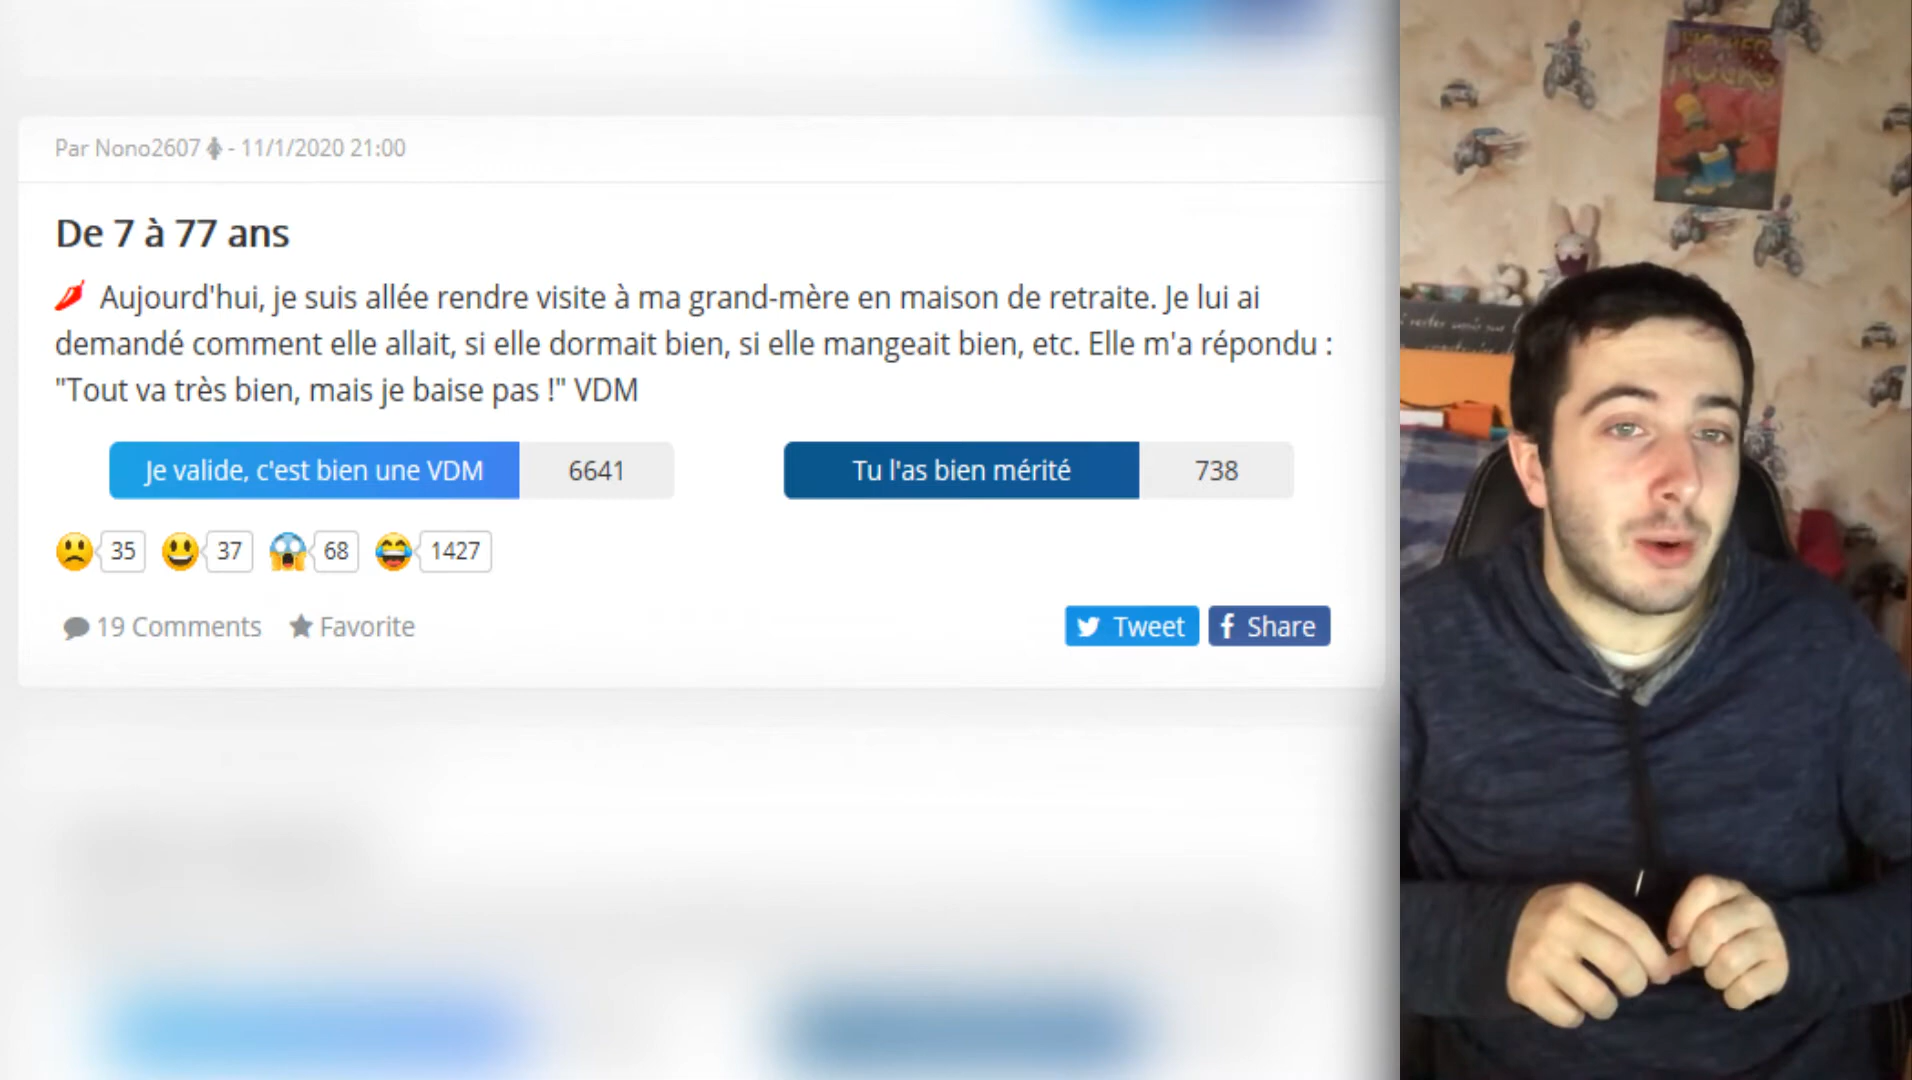 Par Nono2607 - 11/1/2020 21:00
De 7 à 77 ans
Aujourd'hui, je suis allée rendre visite à ma grand-mère en maison de retraite. Je lui ai
demandé comment elle allait, si elle dormait bien, si elle mangeait bien, etc. Elle m'a répondu :
"Tout va très bien, mais je baise pas !" VDM
Je valide, c'est bien une VDM 6641 Tu l'as bien mérité 738
35 37 68 1427
19 Comments Favorite Tweet Share